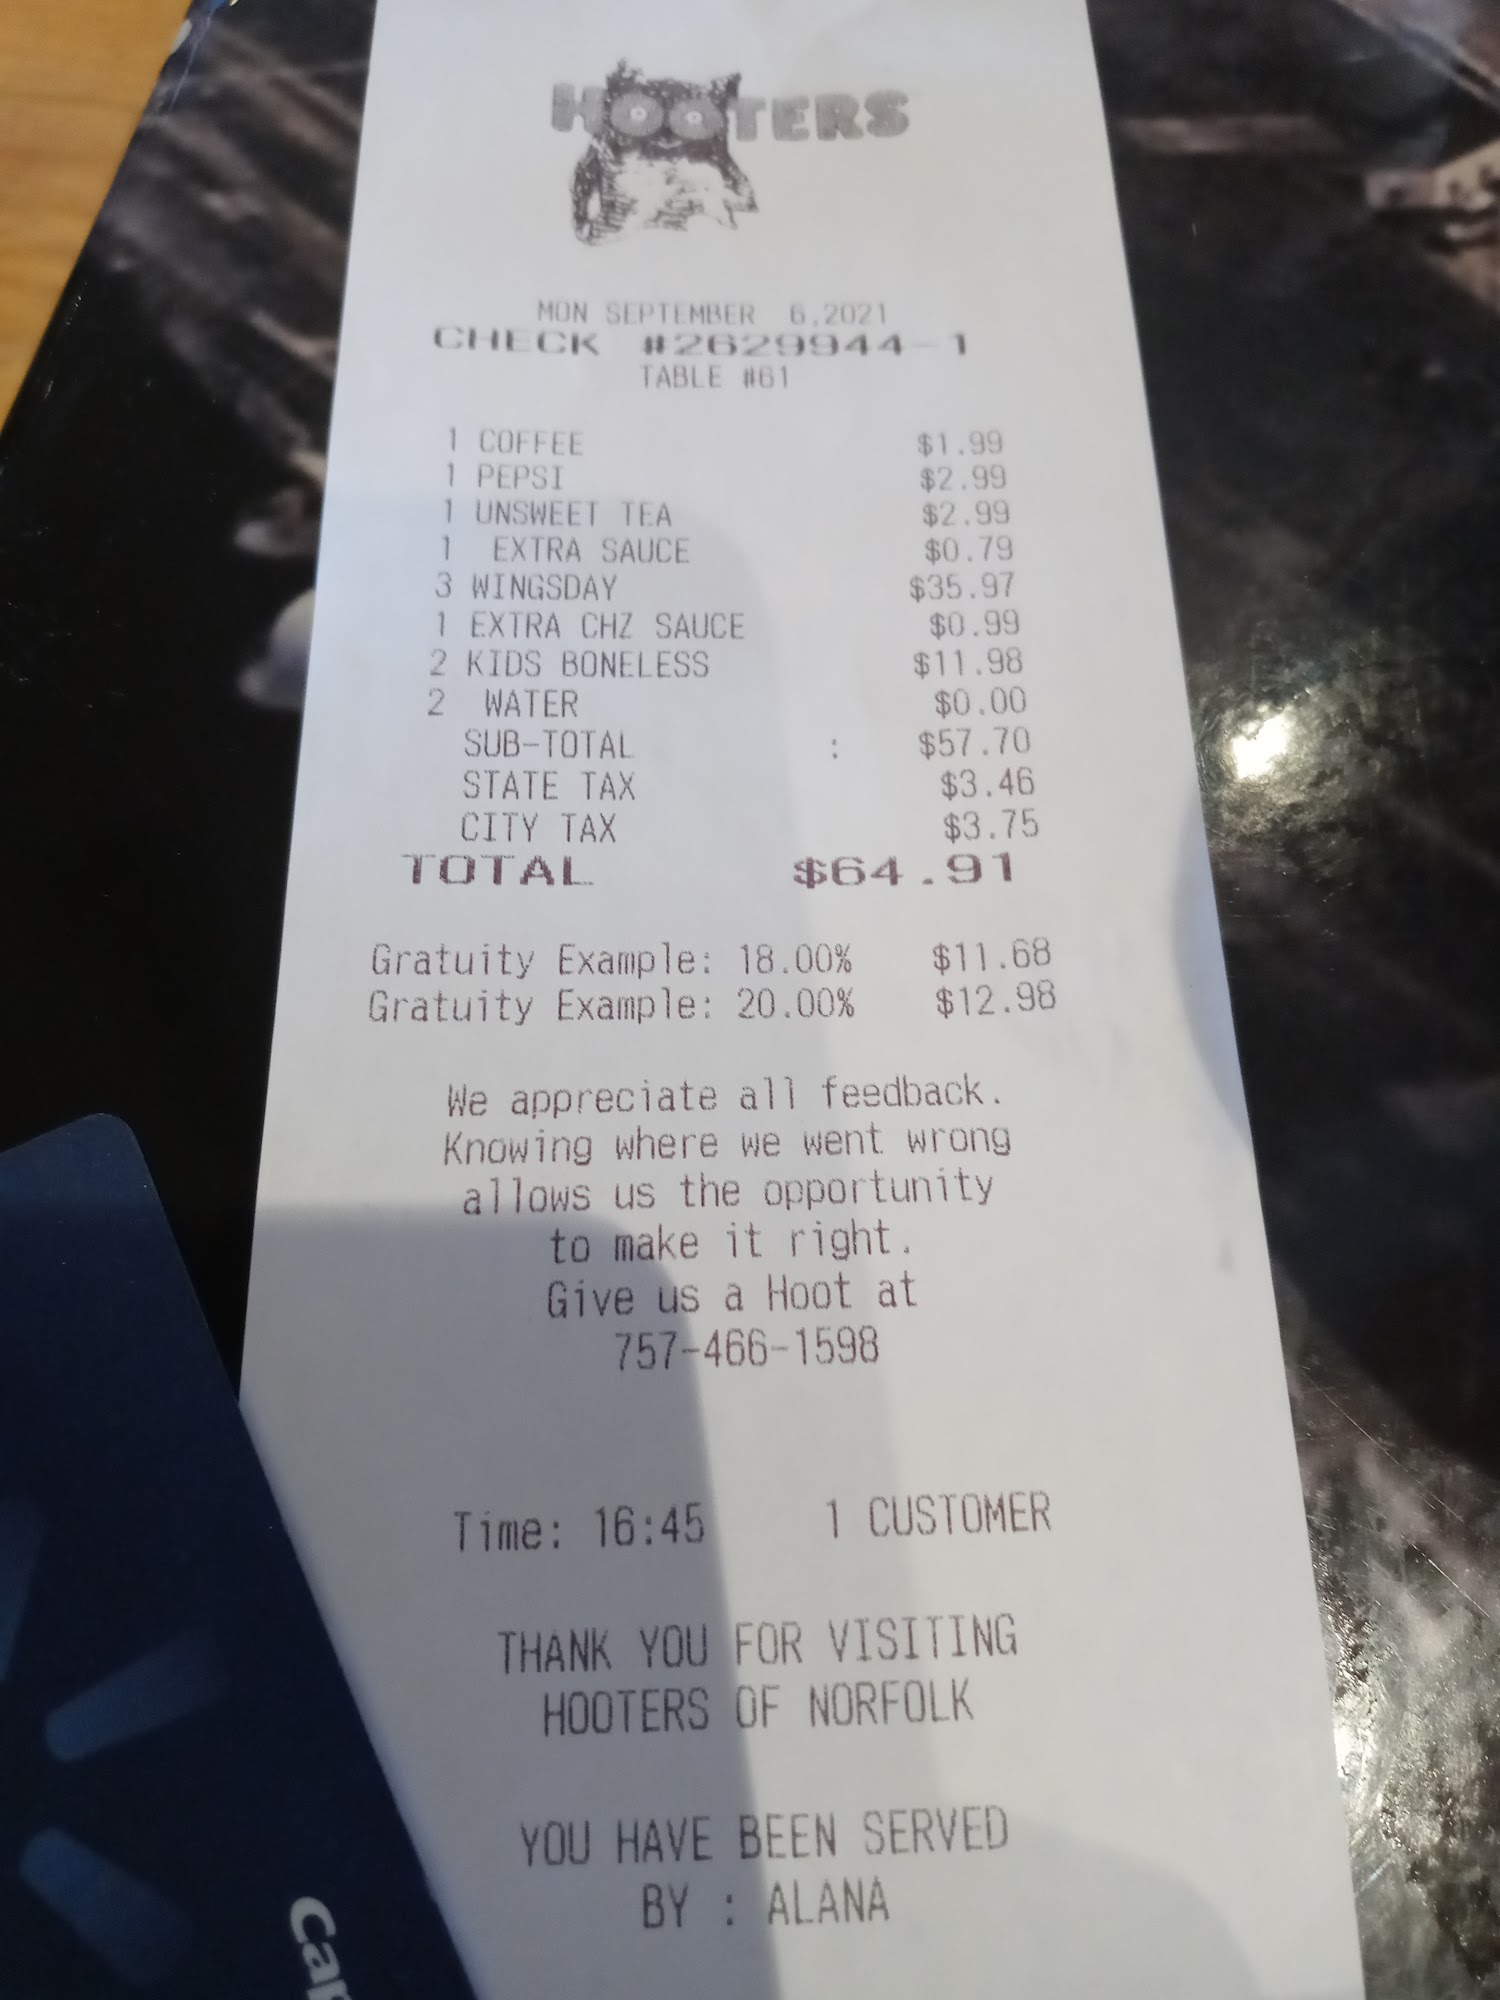 HOOTERS
MON SEPTEMBER 6,2021
CHECK #2629944-1
TABLE #61
1 COFFEE $1.99
1 PEPSI $2.99
1 UNSWEET TEA $2.99
1 EXTRA SAUCE $0.79
3 WINGSDAY $35.97
1 EXTRA CHZ SAUCE $0.99
2 KIDS BONELESS $11.98
2 WATER $0.00
SUB-TOTAL : $57.70
STATE TAX $3.46
CITY TAX $3.75
TOTAL $64.91
Gratuity Example: 18.00% $11.68
Gratuity Example: 20.00% $12.98
We appreciate all feedback.
Knowing where we went wrong
allows us the opportunity
to make it right.
Give us a Hoot at
757-466-1598
Time: 16:45 1 CUSTOMER
THANK YOU FOR VISITING
HOOTERS OF NORFOLK
YOU HAVE BEEN SERVED
BY : ALANA